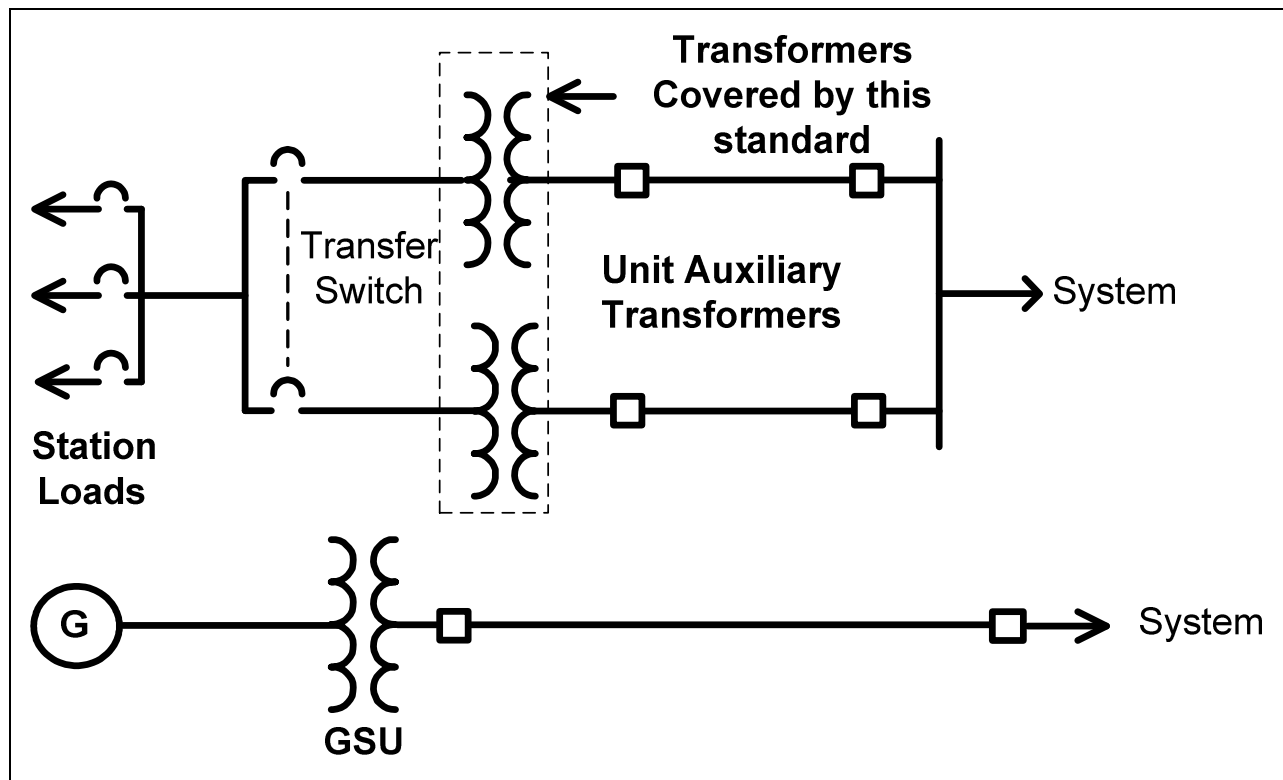 Transformers
Covered by this
standard
Transfer
Switch
Unit Auxiliary
Transformers
System
Station
Loads
G
System
GSU